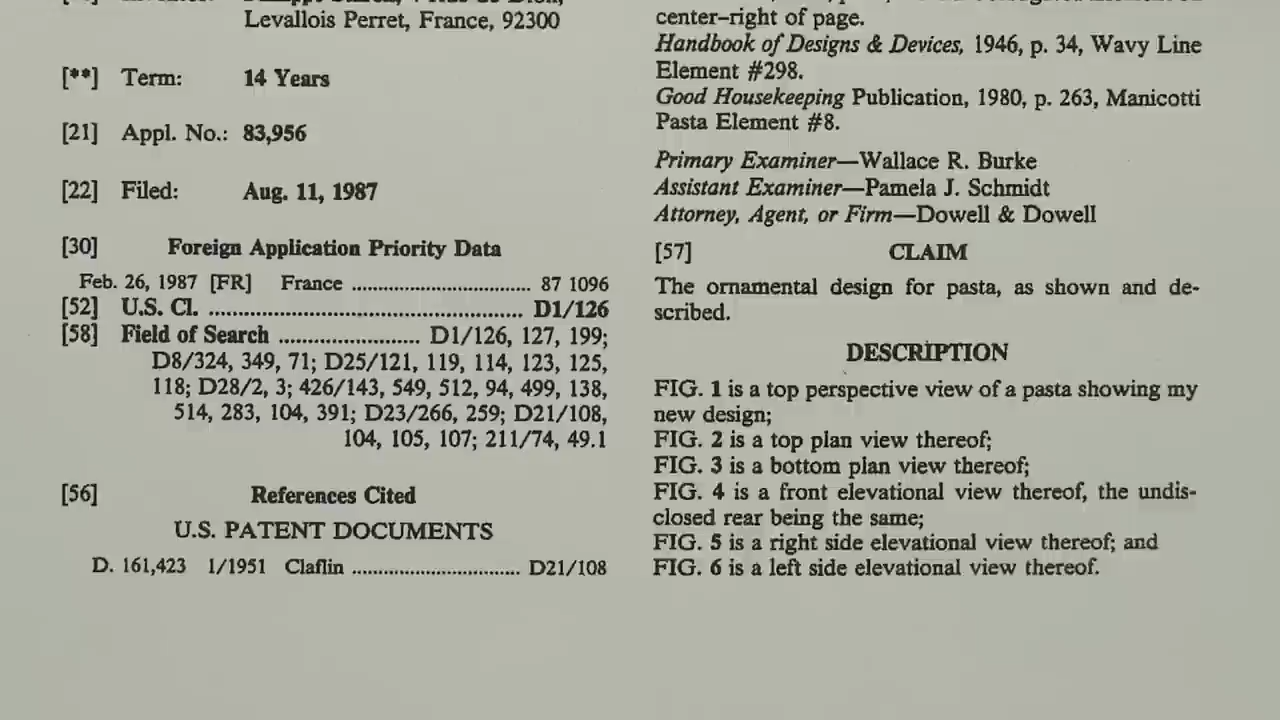 Levallois Perret, France, 92300
[**] Term: 14 Years
[21] Appl. No.: 83,956
[22] Filed: Aug. 11, 1987
[30] Foreign Application Priority Data
Feb. 26, 1987 [FR] France ................................ 87 1096
[52] U.S. Cl. .................................................... D1/126
[58] Field of Search ....................... D1/126, 127, 199;
D8/324, 349, 71; D25/121, 119, 114, 123, 125,
118; D28/2, 3; 426/143, 549, 512, 94, 499, 138,
514, 283, 104, 391; D23/266, 259; D21/108,
104, 105, 107; 211/74, 49.1
[56] References Cited
U.S. PATENT DOCUMENTS
D. 161,423 1/1951 Claflin .............................. D21/108
center-right of page.
Handbook of Designs & Devices, 1946, p. 34, Wavy Line
Element #298.
Good Housekeeping Publication, 1980, p. 263, Manicotti
Pasta Element #8.
Primary Examiner—Wallace R. Burke
Assistant Examiner—Pamela J. Schmidt
Attorney, Agent, or Firm—Dowell & Dowell
[57] CLAIM
The ornamental design for pasta, as shown and de-
scribed.
DESCRIPTION
FIG. 1 is a top perspective view of a pasta showing my
new design;
FIG. 2 is a top plan view thereof;
FIG. 3 is a bottom plan view thereof;
FIG. 4 is a front elevational view thereof, the undis-
closed rear being the same;
FIG. 5 is a right side elevational view thereof; and
FIG. 6 is a left side elevational view thereof.